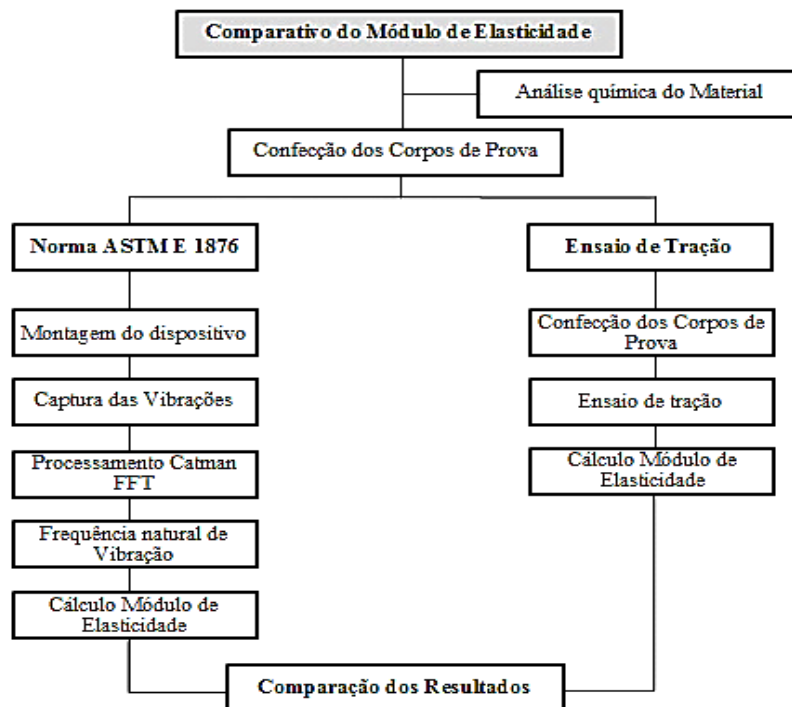 Comparativo do Módulo de Elasticidade
Análise química do Material
Confecção dos Corpos de Prova
Norma ASTM E 1876
Montagem do dispositivo
Captura das Vibrações
Processamento Catman
FFT
Frequência natural de
Vibração
Cálculo Módulo de
Elasticidade
Ensaio de Tração
Confecção dos Corpos de
Prova
Ensaio de tração
Cálculo Módulo de
Elasticidade
Comparação dos Resultados